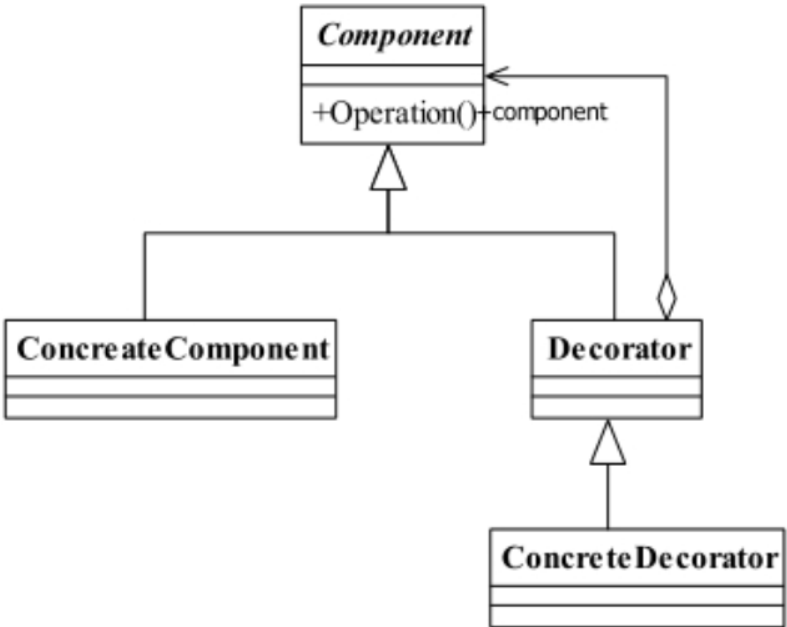 Component
+Operation()
+component
ConcreateComponent
Decorator
ConcreteDecorator